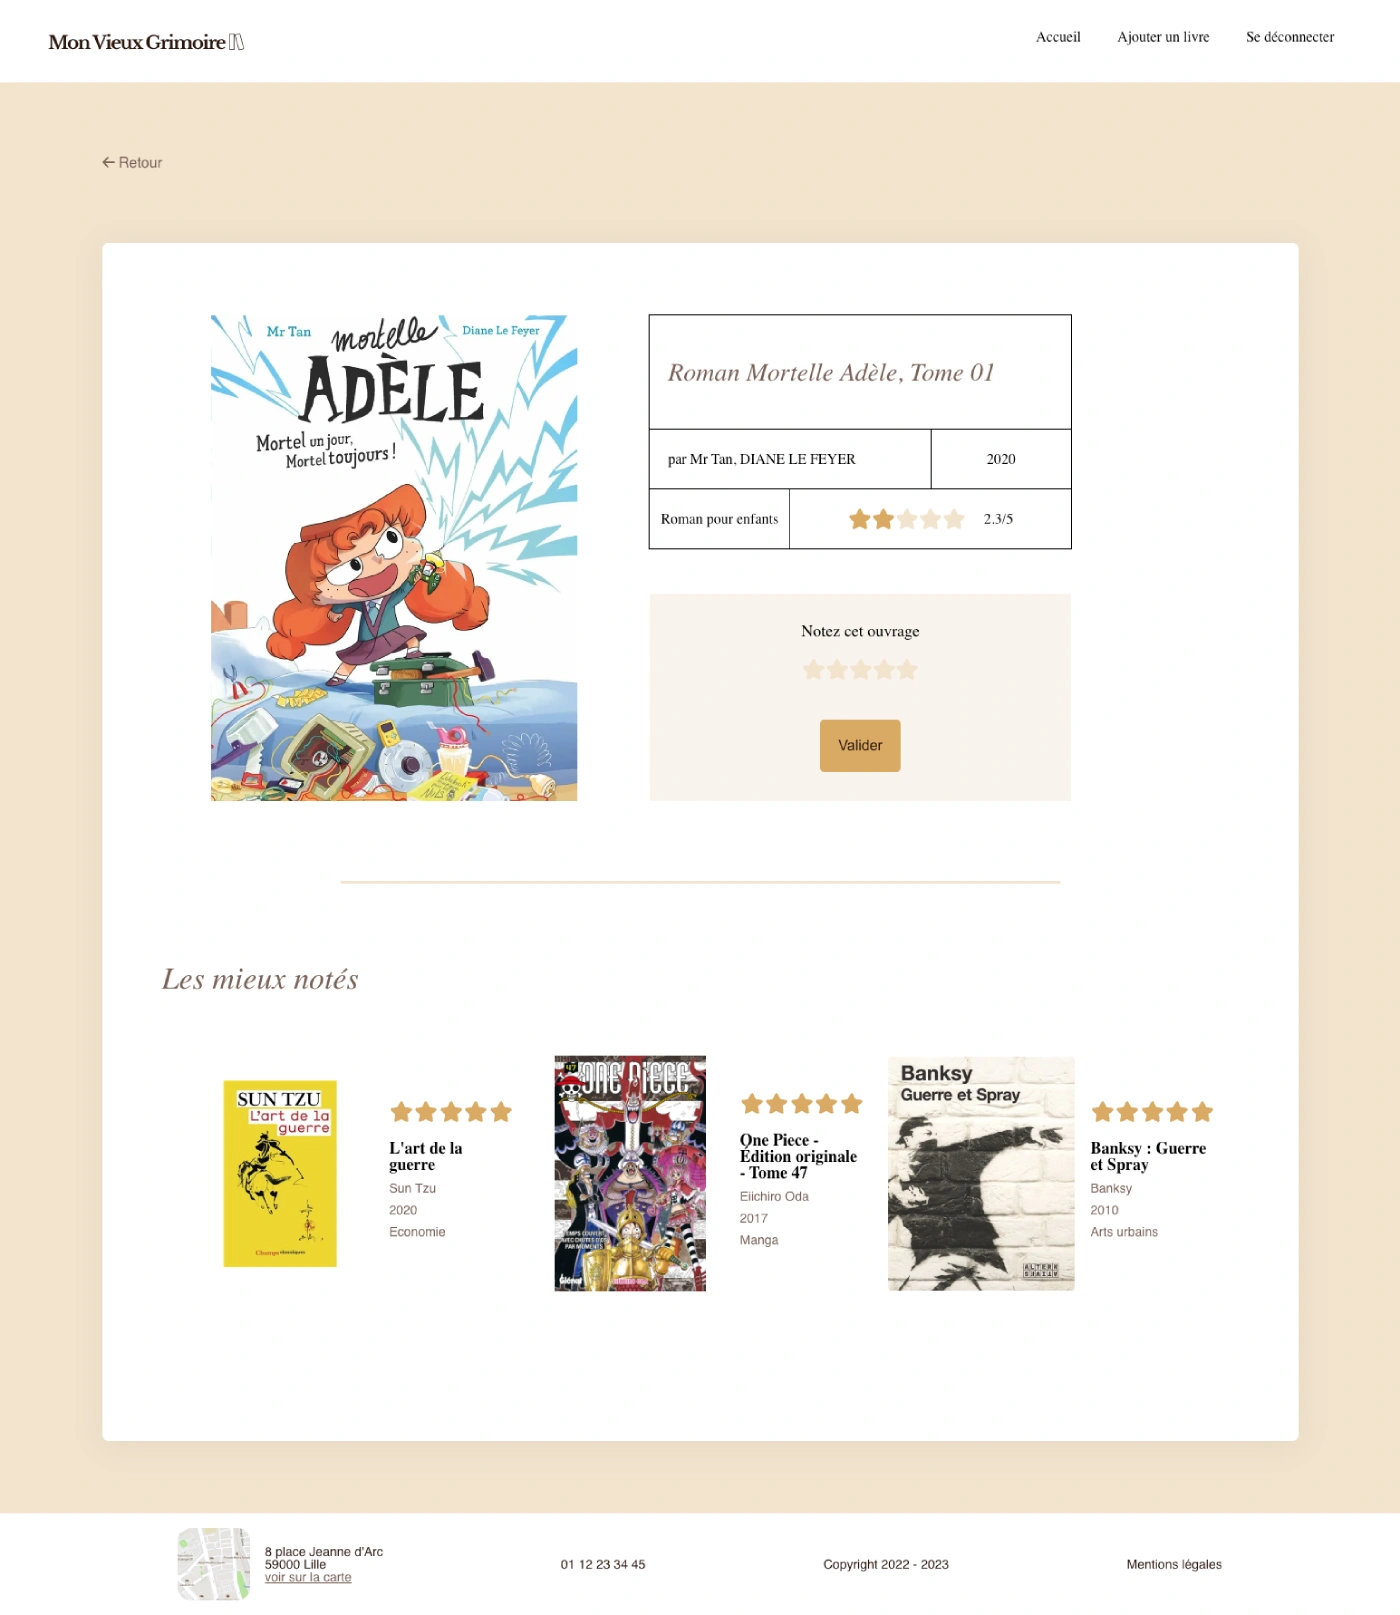 Mon Vieux Grimoire
Accueil
Ajouter un livre
Se déconnecter
← Retour
Mr Tan
mortelle
Diane Le Feyer
ADÈLE
Mortel un jour,
Mortel toujours !
Roman Mortelle Adèle, Tome 01
par Mr Tan, DIANE LE FEYER
2020
Roman pour enfants
2.3/5
Notez cet ouvrage
Valider
Les mieux notés
SUN TZU
L'art de la
guerre
Champs classiques
L'art de la
guerre
Sun Tzu
2020
Economie
47
ONE PIECE
Glénat
One Piece -
Édition originale
- Tome 47
Eiichiro Oda
2017
Manga
Banksy
Guerre et Spray
Banksy : Guerre
et Spray
Banksy
2010
Arts urbains
8 place Jeanne d'Arc
59000 Lille
voir sur la carte
01 12 23 34 45
Copyright 2022 - 2023
Mentions légales